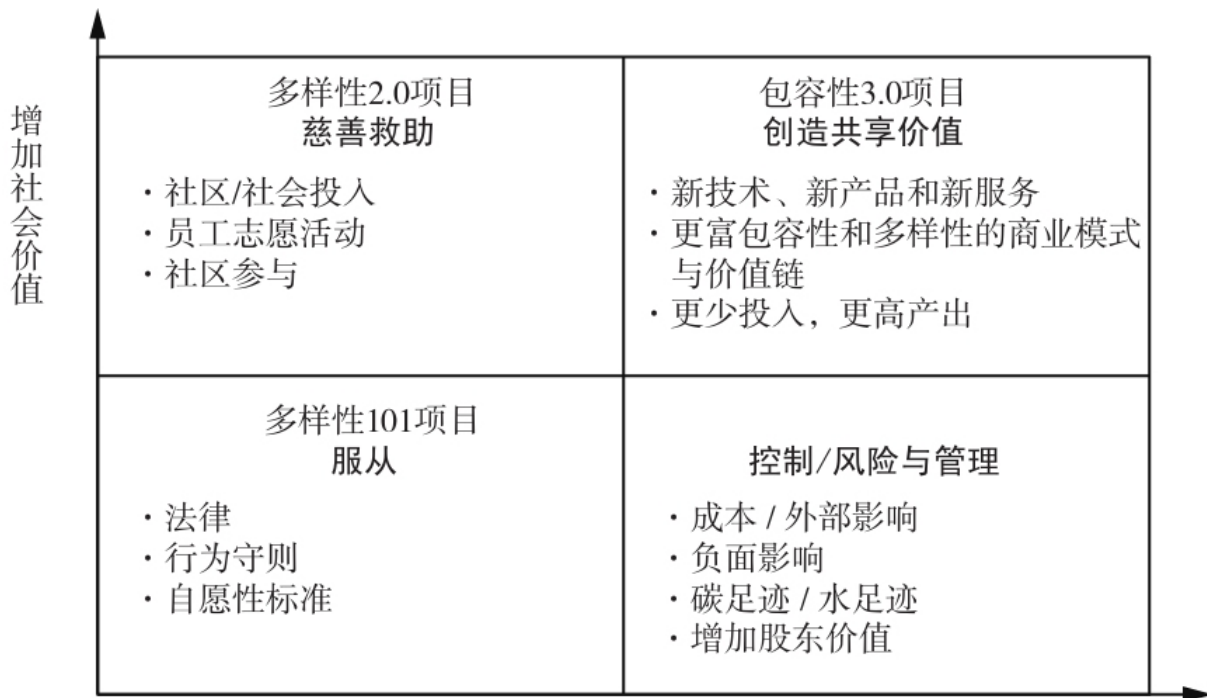 增加社会价值
多样性2.0项目
慈善救助
·社区/社会投入
·员工志愿活动
·社区参与
包容性3.0项目
创造共享价值
·新技术、新产品和新服务
·更富包容性和多样性的商业模式
与价值链
·更少投入，更高产出
多样性101项目
服从
·法律
·行为守则
·自愿性标准
控制/风险与管理
·成本 / 外部影响
·负面影响
·碳足迹 / 水足迹
·增加股东价值